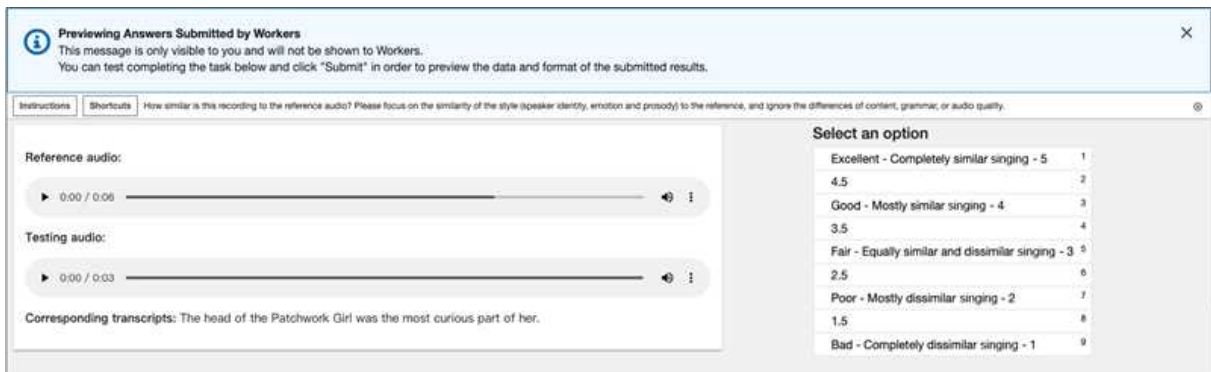 Previewing Answers Submitted by Workers
This message is only visible to you and will not be shown to Workers.
You can test completing the task below and click "Submit" in order to preview the data and format of the submitted results.
Instructions Shortcuts How similar is this recording to the reference audio? Please focus on the similarity of the style (speaker identity, emotion and prosody) to the reference, and ignore the differences of content, grammar, or audio quality.
Reference audio:
0:00 / 0:06
Testing audio:
0:00 / 0:03
Corresponding transcripts: The head of the Patchwork Girl was the most curious part of her.
Select an option
Excellent - Completely similar singing - 5 1
4.5 2
Good - Mostly similar singing - 4 3
3.5 4
Fair - Equally similar and dissimilar singing - 3 5
2.5 6
Poor - Mostly dissimilar singing - 2 7
1.5 8
Bad - Completely dissimilar singing - 1 9